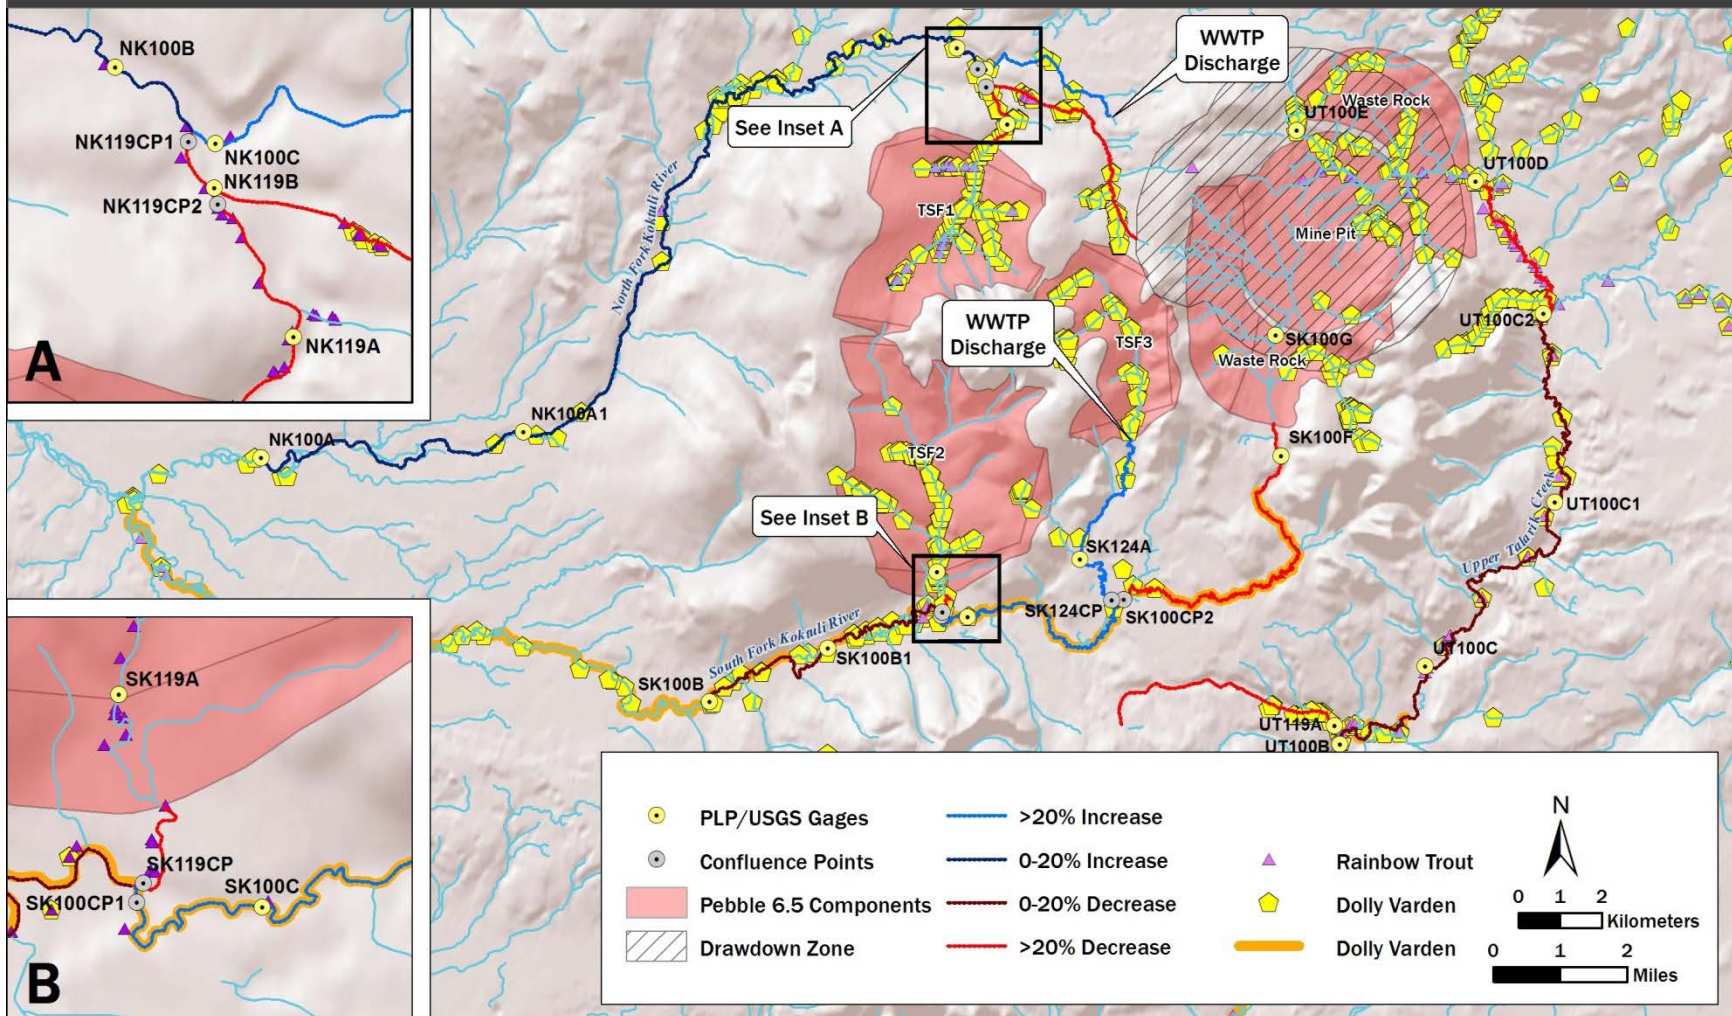 NK100B
NK119CP1
NK100C
NK119B
NK119CP2
NK119A
A
WWTP
Discharge
See Inset A
North Fork Koktuli River
TSF1
Waste Rock
UT100E
UT100D
Mine Pit
WWTP
Discharge
TSF3
SK100G
Waste Rock
UT100C2
NK100A1
NK100A
TSF2
SK100F
See Inset B
UT100C1
Upper Talarik Creek
SK124A
SK124CP
SK100CP2
South Fork Koktuli River
SK100B1
SK100B
UT100C
UT119A
UT100B
SK119A
SK119CP
SK100CP1
SK100C
B
PLP/USGS Gages
Confluence Points
Pebble 6.5 Components
Drawdown Zone
>20% Increase
0-20% Increase
0-20% Decrease
>20% Decrease
Rainbow Trout
Dolly Varden
Dolly Varden
N
0 1 2
Kilometers
0 1 2
Miles